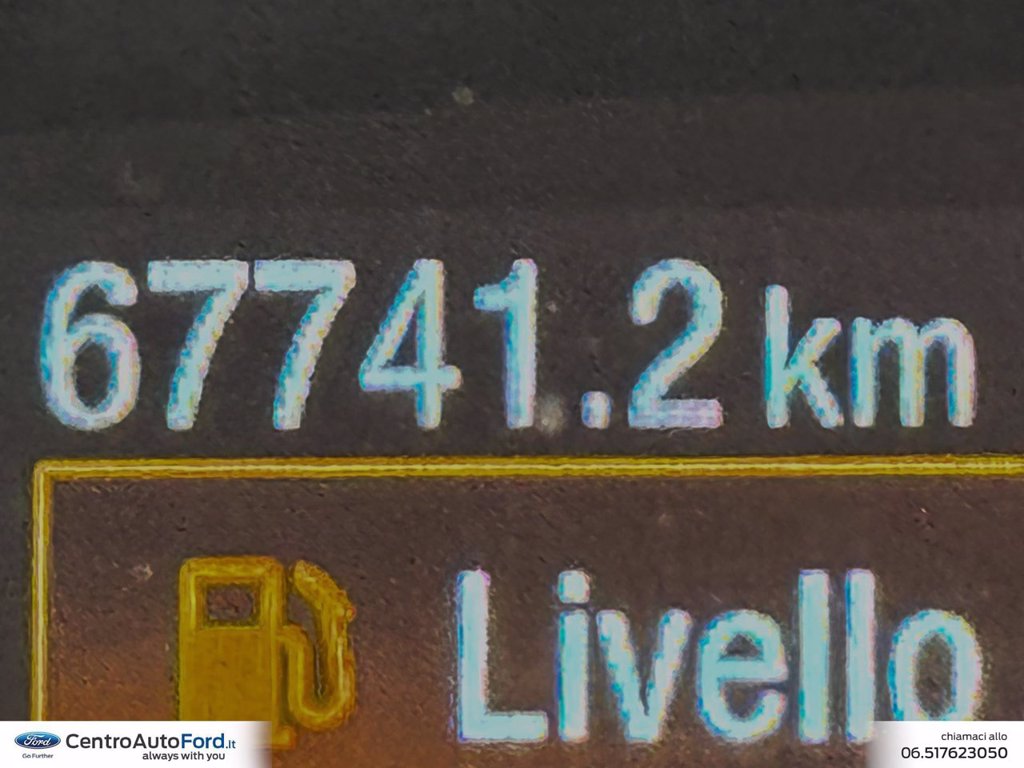 67741.2 km
Livello
Ford CentroAutoFord.it
Go Further always with you
chiamaci allo
06.517623050